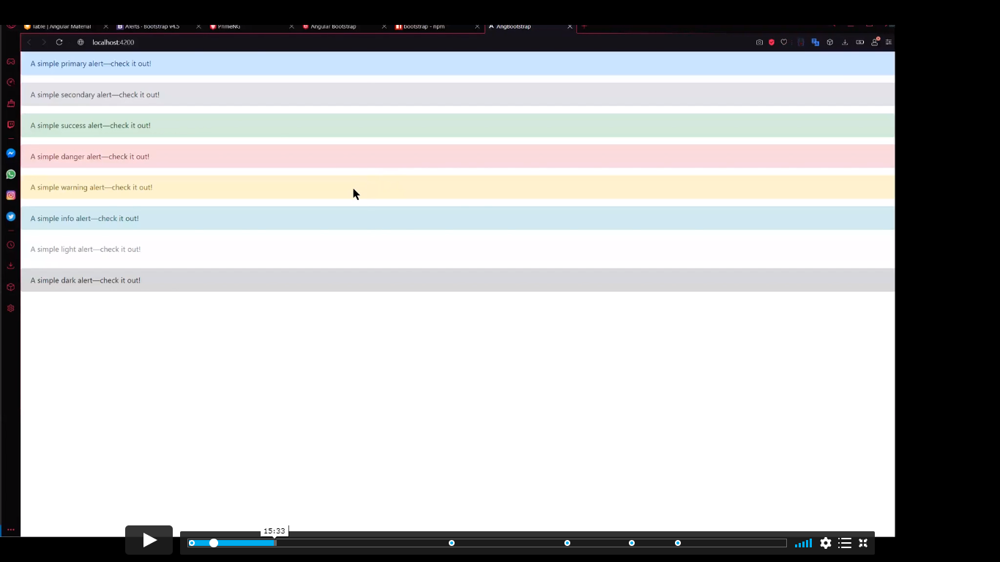 Table | Angular Material
Alerts · Bootstrap v4.5
PrimeNG
Angular Bootstrap
bootstrap - npm
AngBootstrap
localhost:4200
A simple primary alert—check it out!
A simple secondary alert—check it out!
A simple success alert—check it out!
A simple danger alert—check it out!
A simple warning alert—check it out!
A simple info alert—check it out!
A simple light alert—check it out!
A simple dark alert—check it out!
15:33